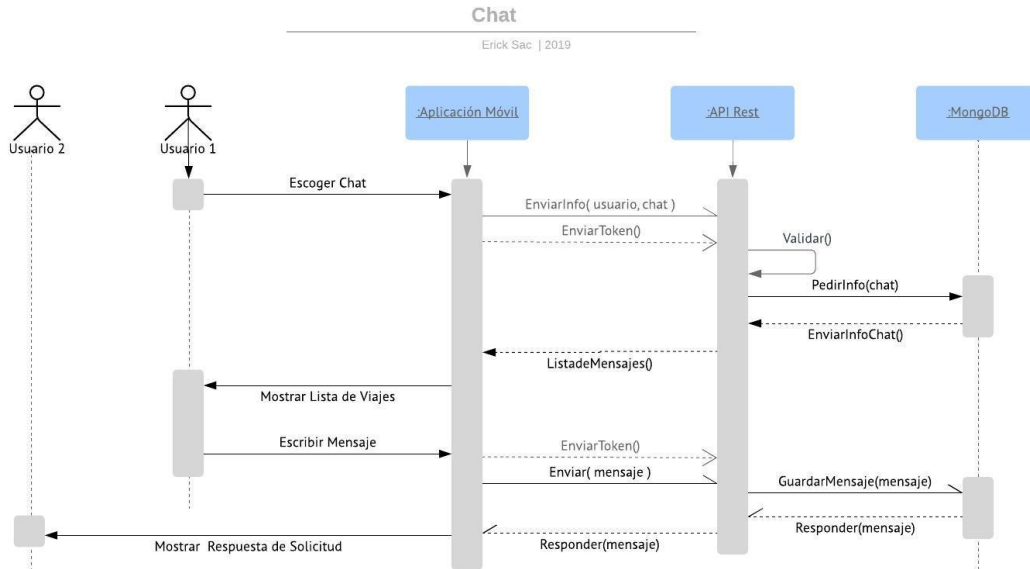 Chat
Erick Sac | 2019
:Aplicación Móvil
:API Rest
:MongoDB
Usuario 2
Usuario 1
Escoger Chat
EnviarInfo( usuario, chat )
EnviarToken()
Validar()
PedirInfo(chat)
EnviarInfoChat()
ListadeMensajes()
Mostrar Lista de Viajes
Escribir Mensaje
EnviarToken()
Enviar( mensaje )
GuardarMensaje(mensaje)
Responder(mensaje)
Responder(mensaje)
Mostrar Respuesta de Solicitud